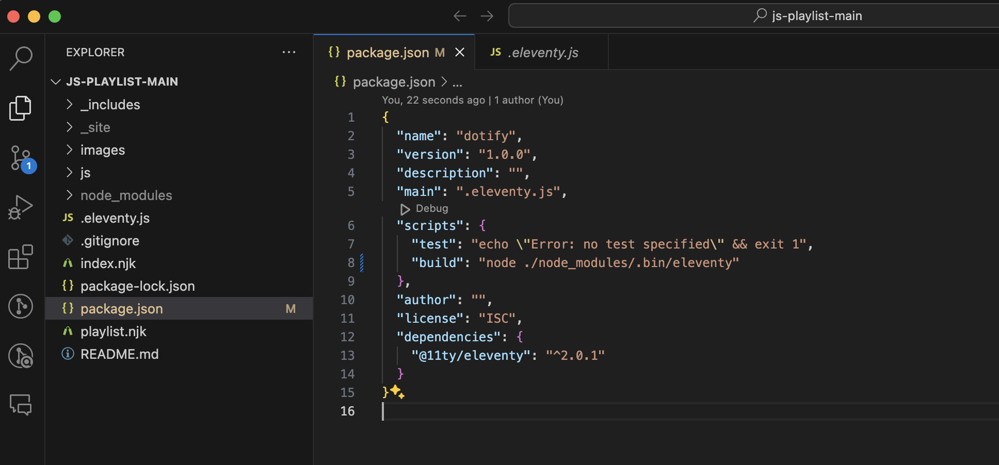 js-playlist-main
EXPLORER ...
JS-PLAYLIST-MAIN
_includes
_site
images
js
node_modules
JS .eleventy.js
.gitignore
index.njk
{} package-lock.json
{} package.json M
playlist.njk
README.md
1
{} package.json M
JS .eleventy.js
{} package.json > ...
You, 22 seconds ago | 1 author (You)
1 {
2 "name": "dotify",
3 "version": "1.0.0",
4 "description": "",
5 "main": ".eleventy.js",
Debug
6 "scripts": {
7 "test": "echo \"Error: no test specified\" && exit 1",
8 "build": "node ./node_modules/.bin/eleventy"
9 },
10 "author": "",
11 "license": "ISC",
12 "dependencies": {
13 "@11ty/eleventy": "^2.0.1"
14 }
15 }
16